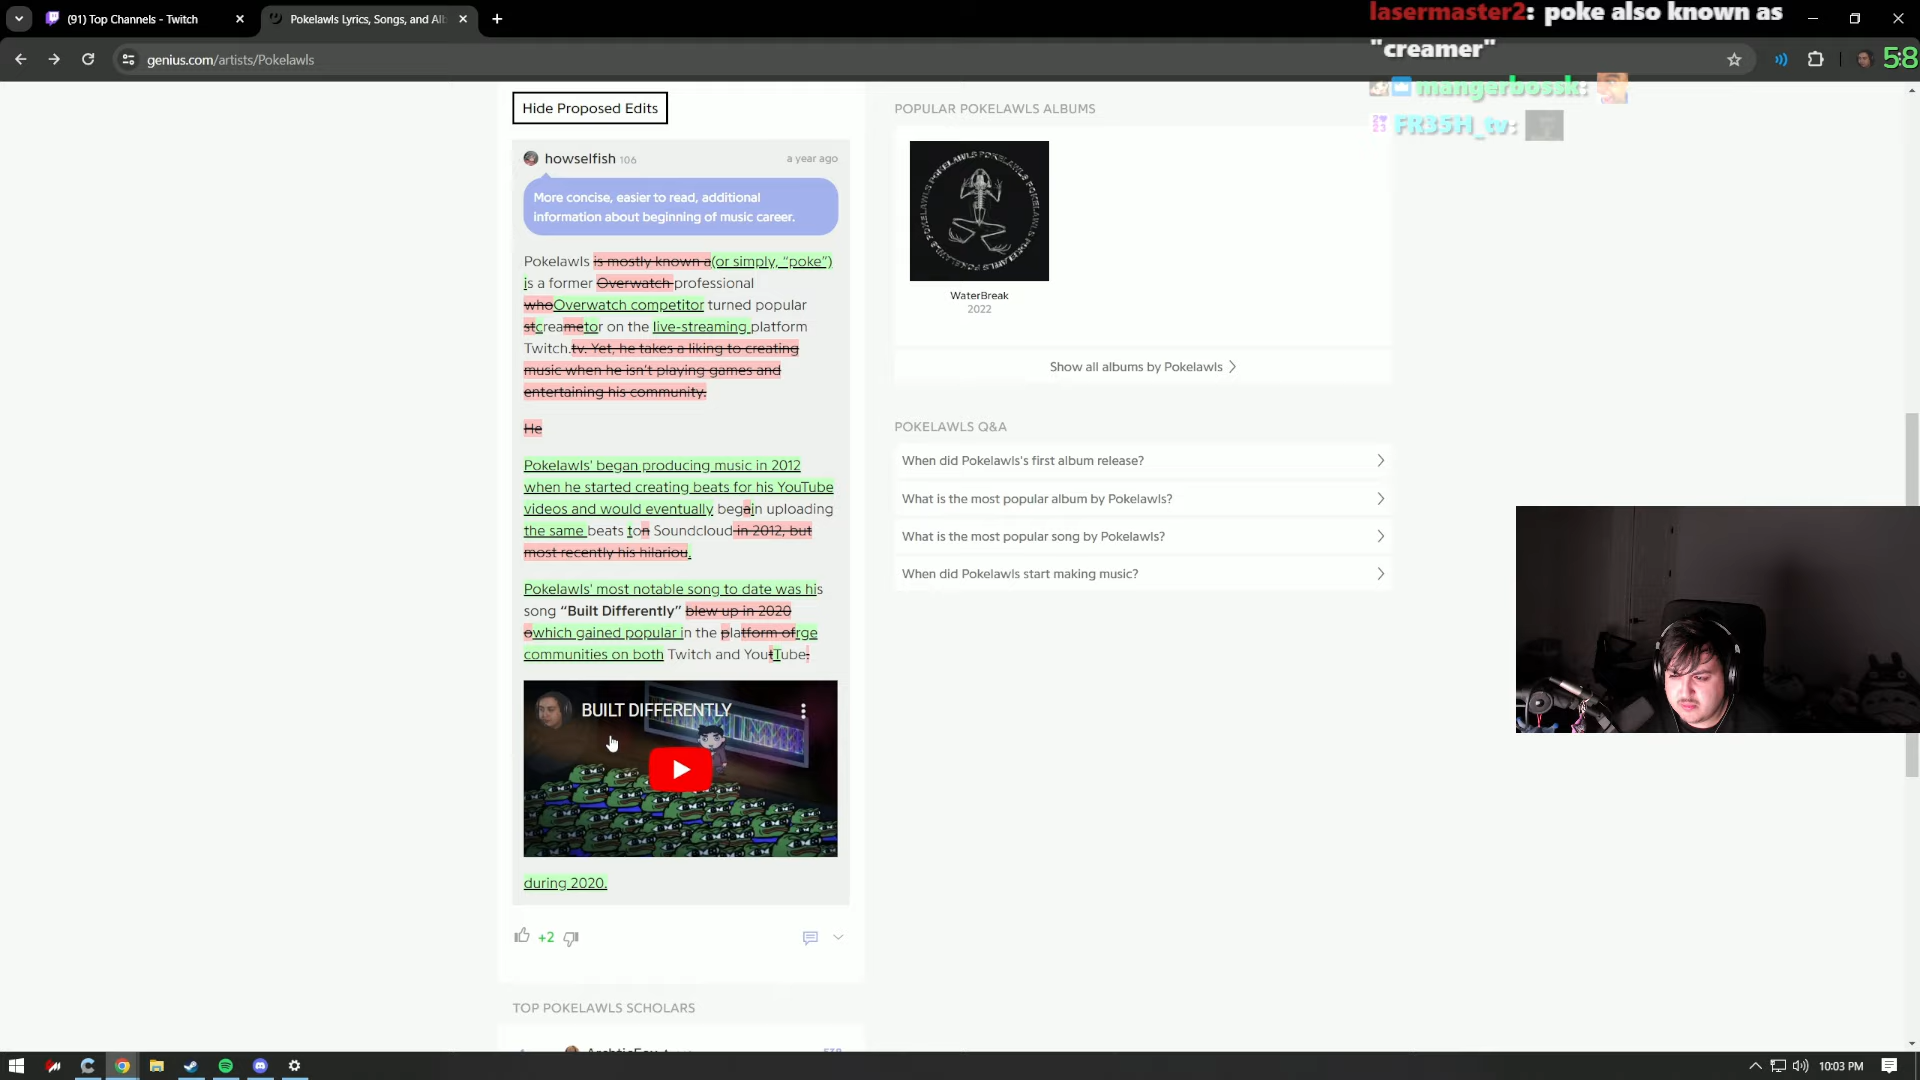 (91) Top Channels - Twitch
Pokelawls Lyrics, Songs, and Alb
lasermaster2: poke also known as
"creamer"
genius.com/artists/Pokelawls
58
mangerbossk:
FR35H_tv:
Hide Proposed Edits
howselfish 106
a year ago
More concise, easier to read, additional
information about beginning of music career.
Pokelawls is mostly known a(or simply, “poke”)
is a former Overwatch professional
whoOverwatch competitor turned popular
stcreametor on the live-streaming platform
Twitch.tv. Yet, he takes a liking to creating
music when he isn't playing games and
entertaining his community.
He
Pokelawls' began producing music in 2012
when he started creating beats for his YouTube
videos and would eventually begain uploading
the same beats ton Soundcloud in 2012, but
most recently his hilariou.
Pokelawls' most notable song to date was his
song “Built Differently” blew up in 2020
owhich gained popular in the platform ofrge
communities on both Twitch and YoutTube:
BUILT DIFFERENTLY
during 2020.
+2
TOP POKELAWLS SCHOLARS
POPULAR POKELAWLS ALBUMS
POKELAWLS POKELAWLS POKELAWLS POKELAWLS
WaterBreak
2022
Show all albums by Pokelawls
POKELAWLS Q&A
When did Pokelawls's first album release?
What is the most popular album by Pokelawls?
What is the most popular song by Pokelawls?
When did Pokelawls start making music?
10:03 PM